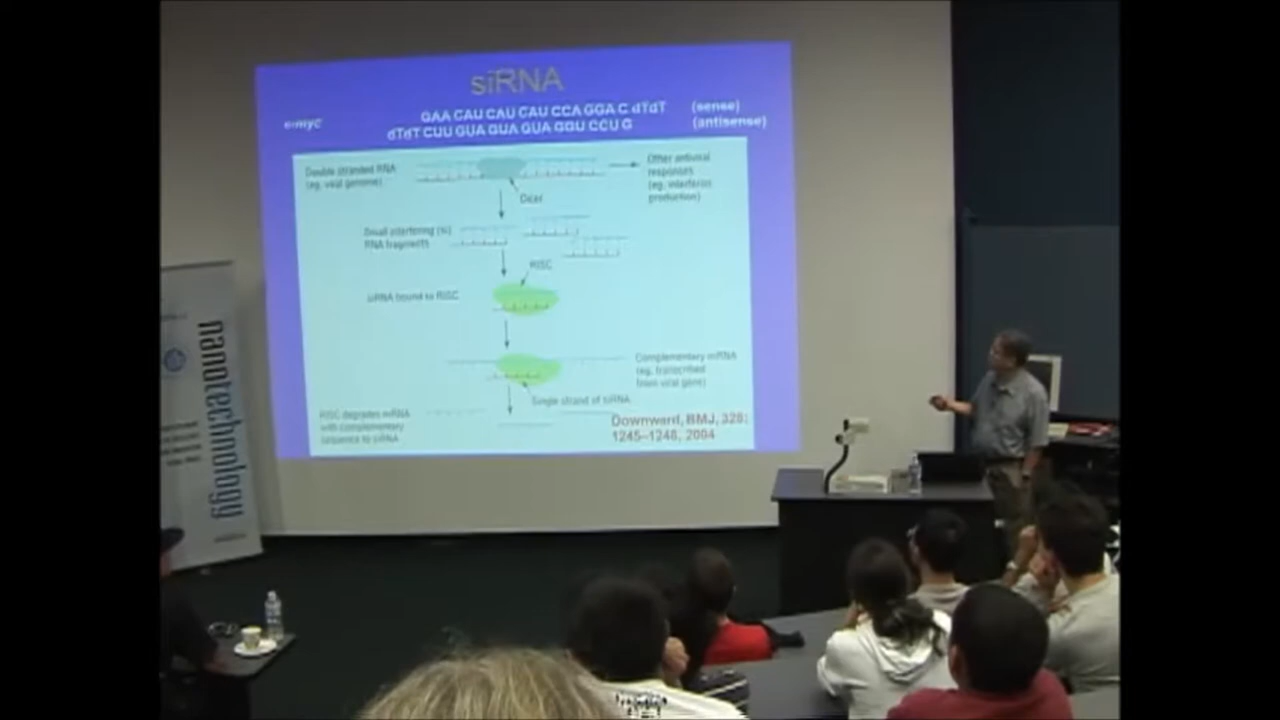 siRNA
c-myc
GAA CAU CAU CAU CCA GGA C dTdT (sense)
dTdT CUU GUA GUA GUA GGU CCU G (antisense)
Double stranded RNA
(eg. viral genome)
Other antiviral
responses
(eg. interferon
production)
Dicer
Small interfering (si)
RNA fragments
RISC
siRNA bound to RISC
Complementary mRNA
(eg. transcribed
from viral gene)
Single strand of siRNA
RISC degrades mRNA
with complementary
sequence to siRNA
Downward, BMJ, 328:
1245–1248, 2004
nanotechnology